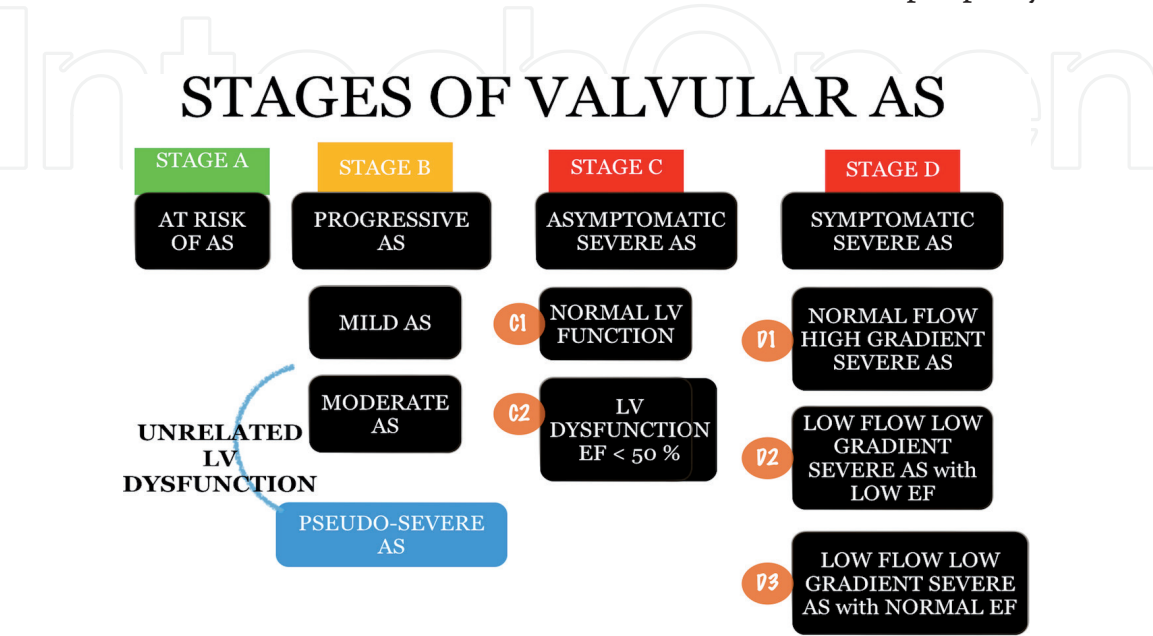 IntechOpen
STAGES OF VALVULAR AS
STAGE A
AT RISK
OF AS
STAGE B
PROGRESSIVE
AS
MILD AS
MODERATE
AS
UNRELATED
LV
DYSFUNCTION
PSEUDO-SEVERE
AS
STAGE C
ASYMPTOMATIC
SEVERE AS
C1
NORMAL LV
FUNCTION
C2
LV
DYSFUNCTION
EF < 50 %
STAGE D
SYMPTOMATIC
SEVERE AS
D1
NORMAL FLOW
HIGH GRADIENT
SEVERE AS
D2
LOW FLOW LOW
GRADIENT
SEVERE AS with
LOW EF
D3
LOW FLOW LOW
GRADIENT SEVERE
AS with NORMAL EF